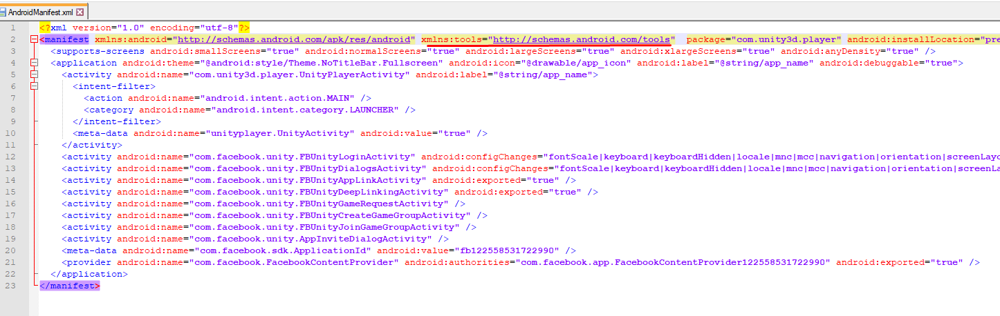 AndroidManifest.xml
1 <?xml version="1.0" encoding="utf-8"?>
2 <manifest xmlns:android="http://schemas.android.com/apk/res/android" xmlns:tools="http://schemas.android.com/tools"  package="com.unity3d.player" android:installLocation="pre
3 <supports-screens android:smallScreens="true" android:normalScreens="true" android:largeScreens="true" android:xlargeScreens="true" android:anyDensity="true" />
4 <application android:theme="@android:style/Theme.NoTitleBar.Fullscreen" android:icon="@drawable/app_icon" android:label="@string/app_name" android:debuggable="true">
5 <activity android:name="com.unity3d.player.UnityPlayerActivity" android:label="@string/app_name">
6 <intent-filter>
7 <action android:name="android.intent.action.MAIN" />
8 <category android:name="android.intent.category.LAUNCHER" />
9 </intent-filter>
10 <meta-data android:name="unityplayer.UnityActivity" android:value="true" />
11 </activity>
12 <activity android:name="com.facebook.unity.FBUnityLoginActivity" android:configChanges="fontScale|keyboard|keyboardHidden|locale|mnc|mcc|navigation|orientation|screenLayo
13 <activity android:name="com.facebook.unity.FBUnityDialogsActivity" android:configChanges="fontScale|keyboard|keyboardHidden|locale|mnc|mcc|navigation|orientation|screenLa
14 <activity android:name="com.facebook.unity.FBUnityAppLinkActivity" android:exported="true" />
15 <activity android:name="com.facebook.unity.FBUnityDeepLinkingActivity" android:exported="true" />
16 <activity android:name="com.facebook.unity.FBUnityGameRequestActivity" />
17 <activity android:name="com.facebook.unity.FBUnityCreateGameGroupActivity" />
18 <activity android:name="com.facebook.unity.FBUnityJoinGameGroupActivity" />
19 <activity android:name="com.facebook.unity.AppInviteDialogActivity" />
20 <meta-data android:name="com.facebook.sdk.ApplicationId" android:value="fb122558531722990" />
21 <provider android:name="com.facebook.FacebookContentProvider" android:authorities="com.facebook.app.FacebookContentProvider122558531722990" android:exported="true" />
22 </application>
23 </manifest>